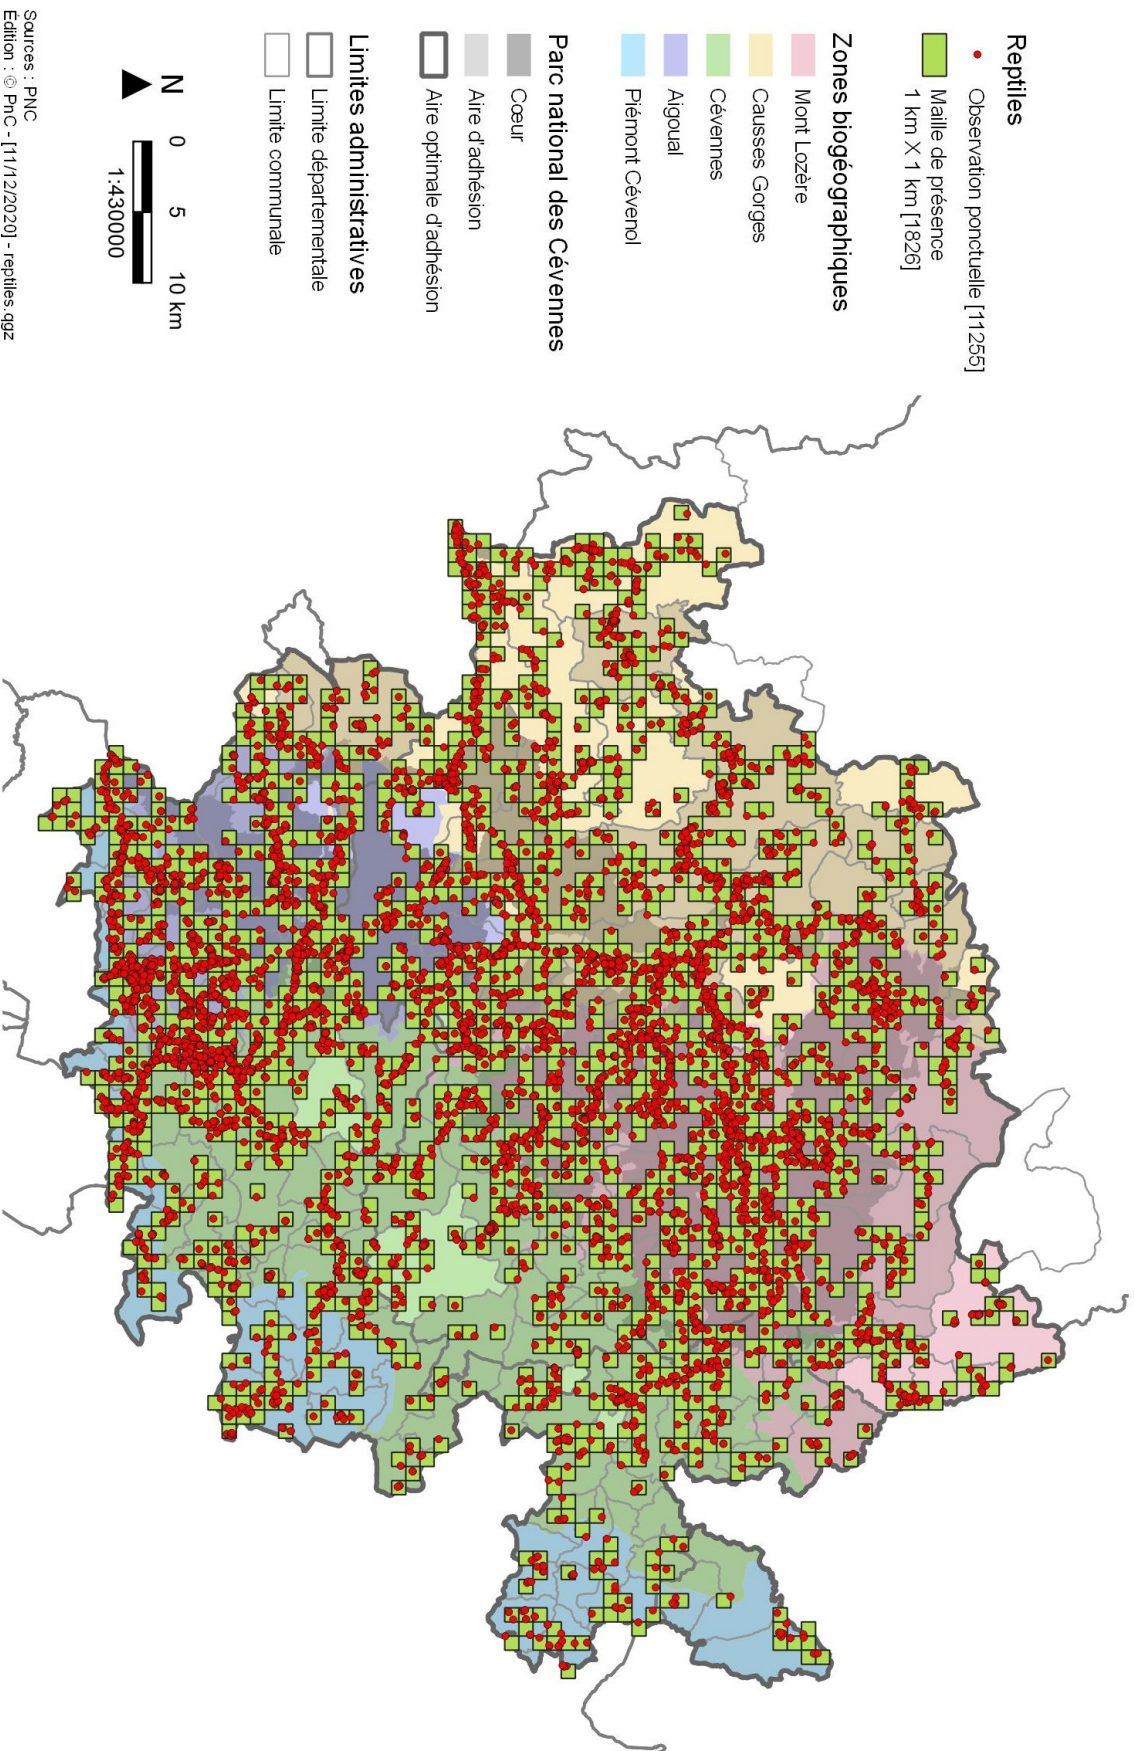 Reptiles
Observation ponctuelle [11255]
Maille de présence
1 km X 1 km [1826]
Zones biogéographiques
Mont Lozère
Causses Gorges
Cévennes
Aigoual
Piémont Cévenol
Parc national des Cévennes
Cœur
Aire d'adhésion
Aire optimale d'adhésion
Limites administratives
Limite départementale
Limite communale
N
0 5 10 km
1:430000
Sources : PNC
Édition : © PnC - [11/12/2020] - reptiles.qgz